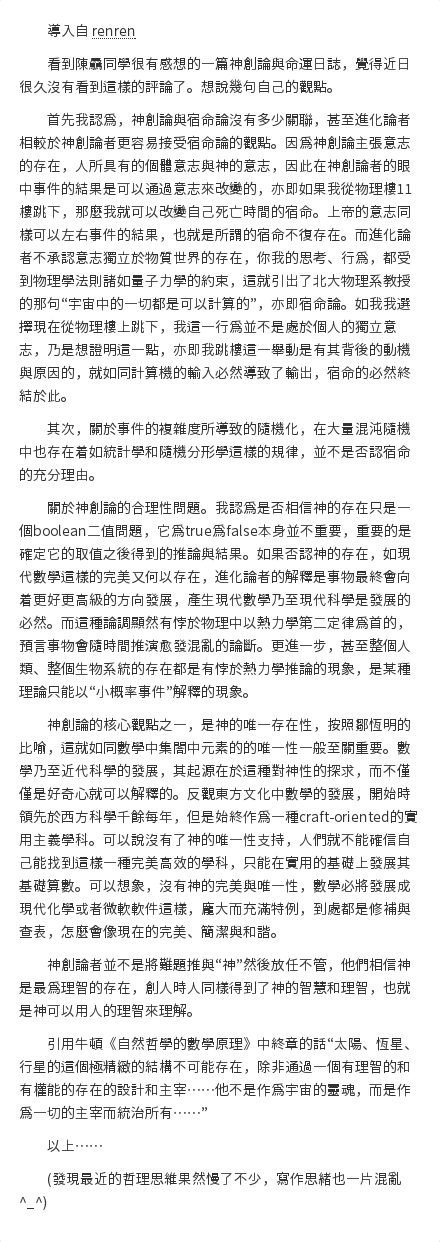 導入自 renren
看到陳驫同學很有感想的一篇神創論與命運日誌，覺得近日
很久沒有看到這樣的評論了。想說幾句自己的觀點。
首先我認爲，神創論與宿命論沒有多少關聯，甚至進化論者
相較於神創論者更容易接受宿命論的觀點。因爲神創論主張意志
的存在，人所具有的個體意志與神的意志，因此在神創論者的眼
中事件的結果是可以通過意志來改變的，亦即如果我從物理樓11
樓跳下，那麼我就可以改變自己死亡時間的宿命。上帝的意志同
樣可以左右事件的結果，也就是所謂的宿命不復存在。而進化論
者不承認意志獨立於物質世界的存在，你我的思考、行爲，都受
到物理學法則諸如量子力學的約束，這就引出了北大物理系教授
的那句“宇宙中的一切都是可以計算的”，亦即宿命論。如我我選
擇現在從物理樓上跳下，我這一行爲並不是處於個人的獨立意
志，乃是想證明這一點，亦即我跳樓這一舉動是有其背後的動機
與原因的，就如同計算機的輸入必然導致了輸出，宿命的必然終
結於此。
其次，關於事件的複雜度所導致的隨機化，在大量混沌隨機
中也存在着如統計學和隨機分形學這樣的規律，並不是否認宿命
的充分理由。
關於神創論的合理性問題。我認爲是否相信神的存在只是一
個boolean二值問題，它爲true爲false本身並不重要，重要的是
確定它的取值之後得到的推論與結果。如果否認神的存在，如現
代數學這樣的完美又何以存在，進化論者的解釋是事物最終會向
着更好更高級的方向發展，產生現代數學乃至現代科學是發展的
必然。而這種論調顯然有悖於物理中以熱力學第二定律爲首的，
預言事物會隨時間推演愈發混亂的論斷。更進一步，甚至整個人
類、整個生物系統的存在都是有悖於熱力學推論的現象，是某種
理論只能以“小概率事件”解釋的現象。
神創論的核心觀點之一，是神的唯一存在性，按照鄒恆明的
比喻，這就如同數學中集閤中元素的的唯一性一般至關重要。數
學乃至近代科學的發展，其起源在於這種對神性的探求，而不僅
僅是好奇心就可以解釋的。反觀東方文化中數學的發展，開始時
領先於西方科學千餘每年，但是始終作爲一種craft-oriented的實
用主義學科。可以說沒有了神的唯一性支持，人們就不能確信自
己能找到這樣一種完美高效的學科，只能在實用的基礎上發展其
基礎算數。可以想象，沒有神的完美與唯一性，數學必將發展成
現代化學或者微軟軟件這樣，龐大而充滿特例，到處都是修補與
查表，怎麼會像現在的完美、簡潔與和諧。
神創論者並不是將難題推與“神”然後放任不管，他們相信神
是最爲理智的存在，創人時人同樣得到了神的智慧和理智，也就
是神可以用人的理智來理解。
引用牛頓《自然哲學的數學原理》中終章的話“太陽、恆星、
行星的這個極精緻的結構不可能存在，除非通過一個有理智的和
有權能的存在的設計和主宰……他不是作爲宇宙的靈魂，而是作
爲一切的主宰而統治所有……”
以上……
(發現最近的哲理思維果然慢了不少，寫作思緒也一片混亂
^_^)